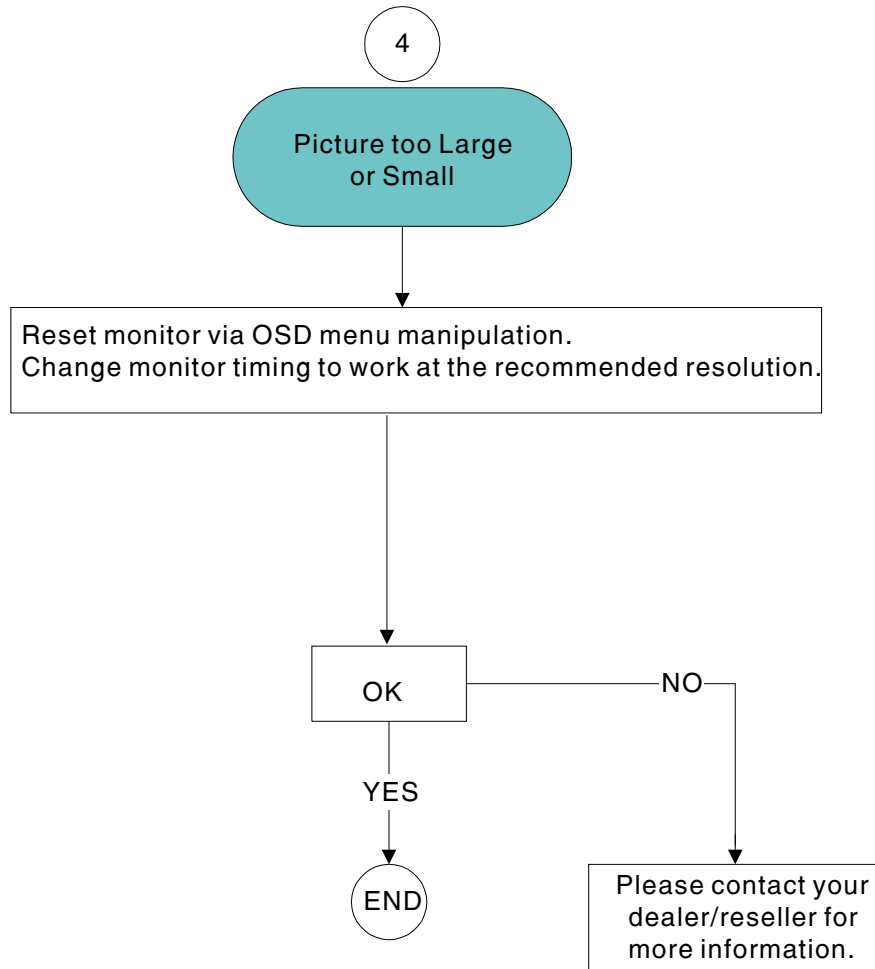 4
Picture too Large
or Small
Reset monitor via OSD menu manipulation.
Change monitor timing to work at the recommended resolution.
OK
NO
YES
END
Please contact your
dealer/reseller for
more information.